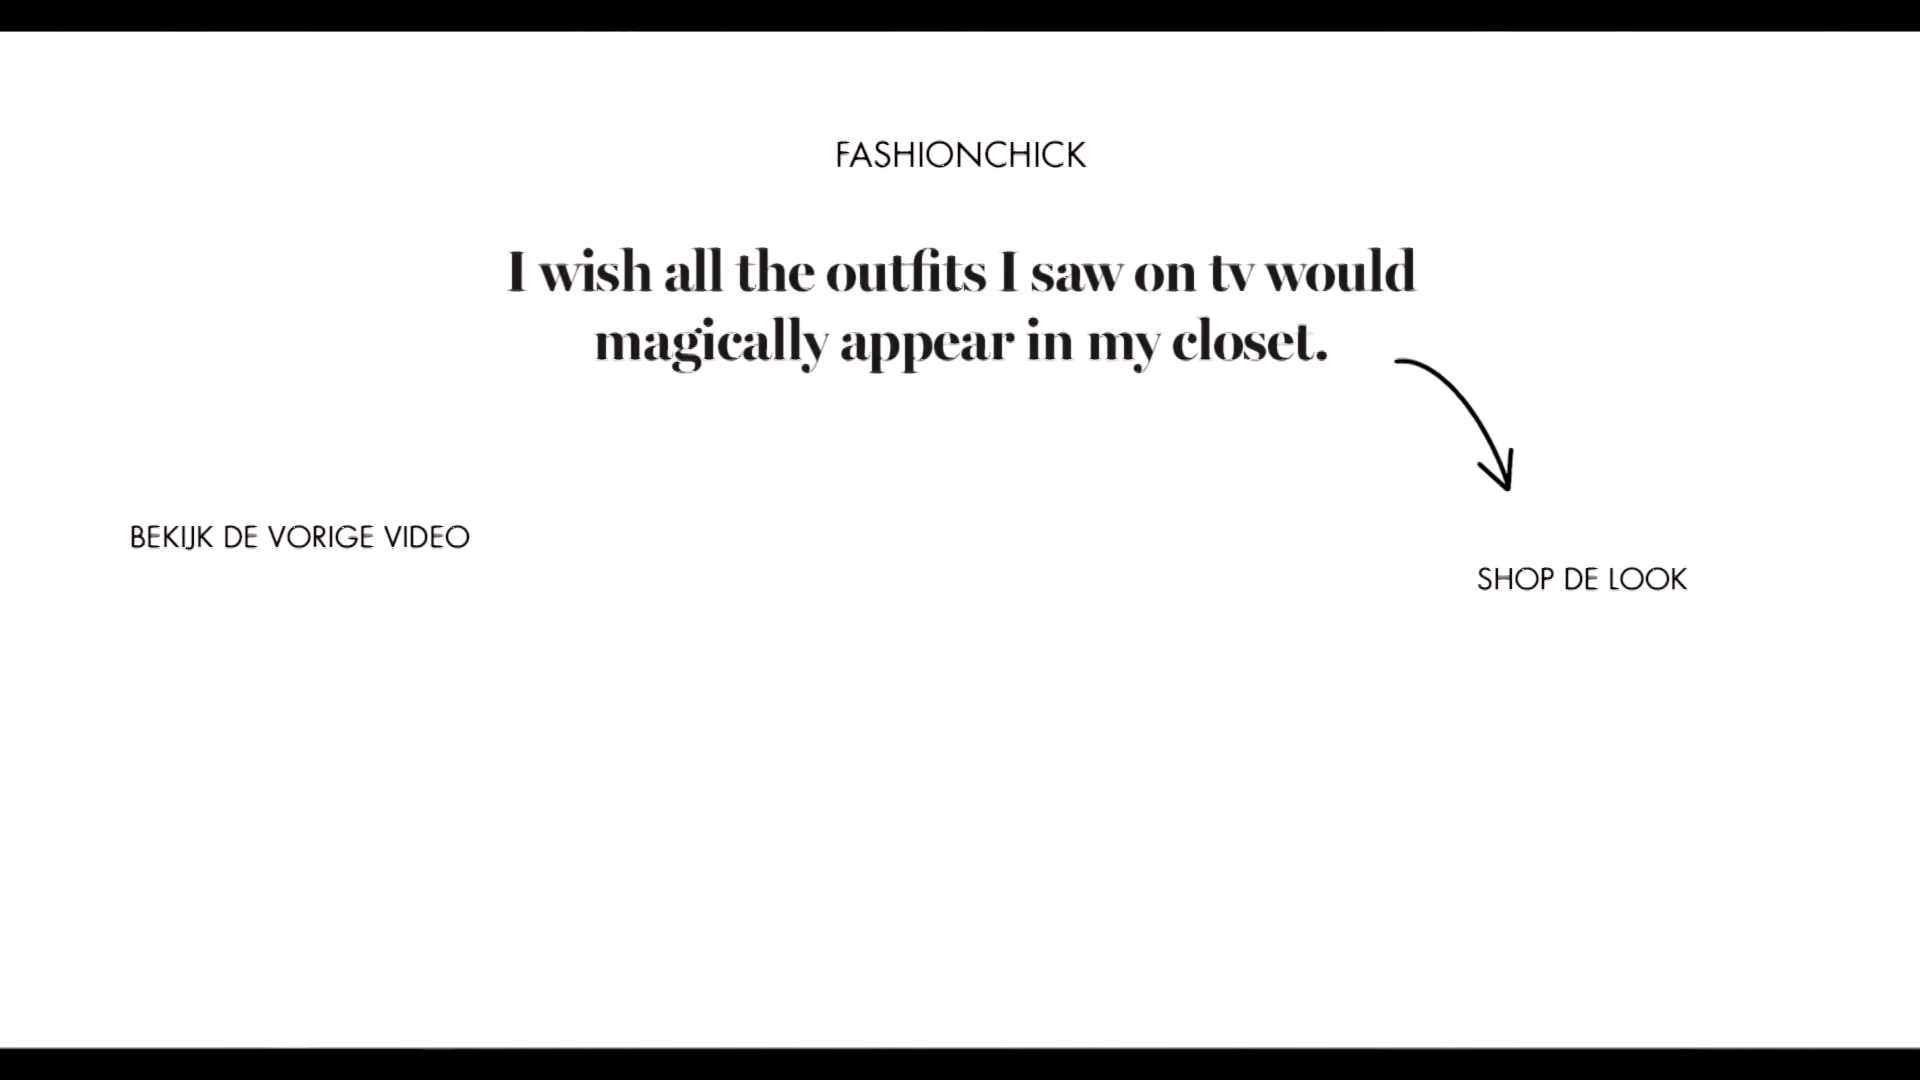 FASHIONCHICK
I wish all the outfits I saw on tv would
magically appear in my closet.
BEKIJK DE VORIGE VIDEO
SHOP DE LOOK